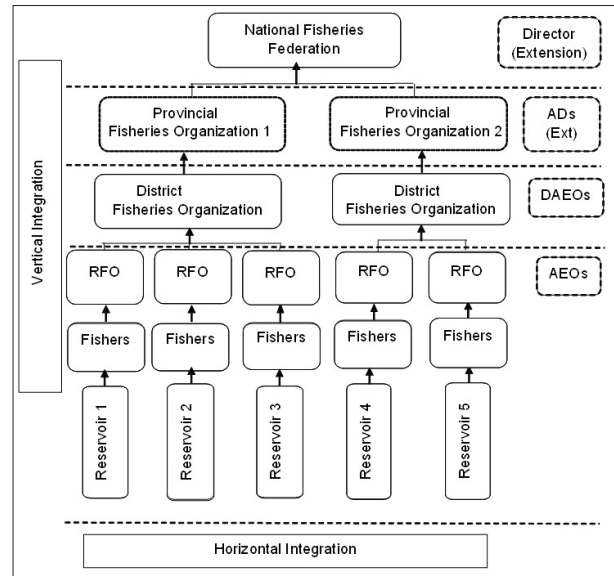 National Fisheries
Federation
Director
(Extension)
Provincial
Fisheries Organization 1
Provincial
Fisheries Organization 2
ADs
(Ext)
District
Fisheries Organization
District
Fisheries Organization
DAEOs
Vertical Integration
RFO
RFO
RFO
RFO
RFO
AEOs
Fishers
Fishers
Fishers
Fishers
Fishers
Reservoir 1
Reservoir 2
Reservoir 3
Reservoir 4
Reservoir 5
Horizontal Integration